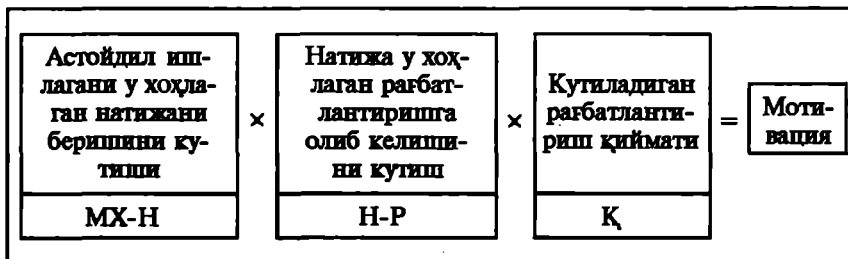 Астойдил иш-
лагани у хоҳла-
ган натижани
беришини ку-
тиши
МХ-Н
×
Натижа у хоҳ-
лаган рағбат-
лантиришга
олиб келиши-
ни кутиш
Н-Р
×
Кутиладиган
рағбатланти-
риш қиймати
Қ
=
Моти-
вация